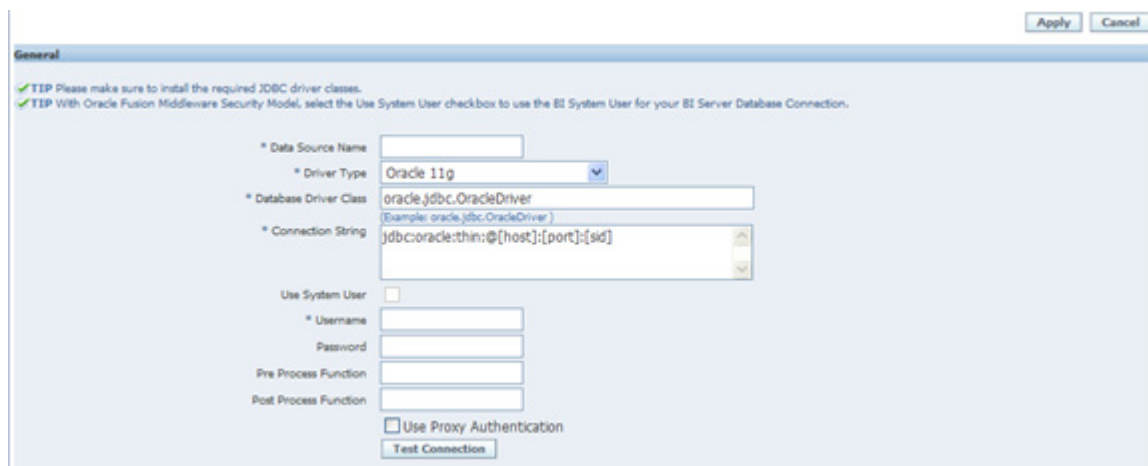 Apply Cancel
General
TIP Please make sure to install the required JDBC driver classes.
TIP With Oracle Fusion Middleware Security Model, select the Use System User checkbox to use the BI System User for your BI Server Database Connection.
* Data Source Name
* Driver Type Oracle 11g
* Database Driver Class oracle.jdbc.OracleDriver
(Example: oracle.jdbc.OracleDriver )
* Connection String jdbc:oracle:thin:@[host]:[port]:[sid]
Use System User
* Username
Password
Pre Process Function
Post Process Function
Use Proxy Authentication
Test Connection